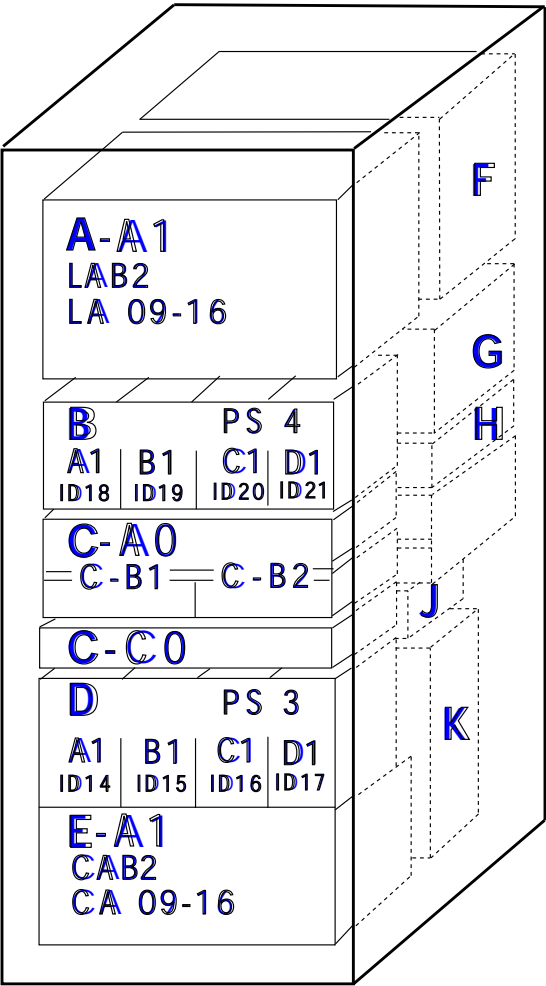 F
A-A1
LAB2
LA 09-16
G
H
B PS 4
A1 B1 C1 D1
ID18 ID19 ID20 ID21
C-A0
C-B1 C-B2
J
C-C0
D PS 3
K
A1 B1 C1 D1
ID14 ID15 ID16 ID17
E-A1
CAB2
CA 09-16